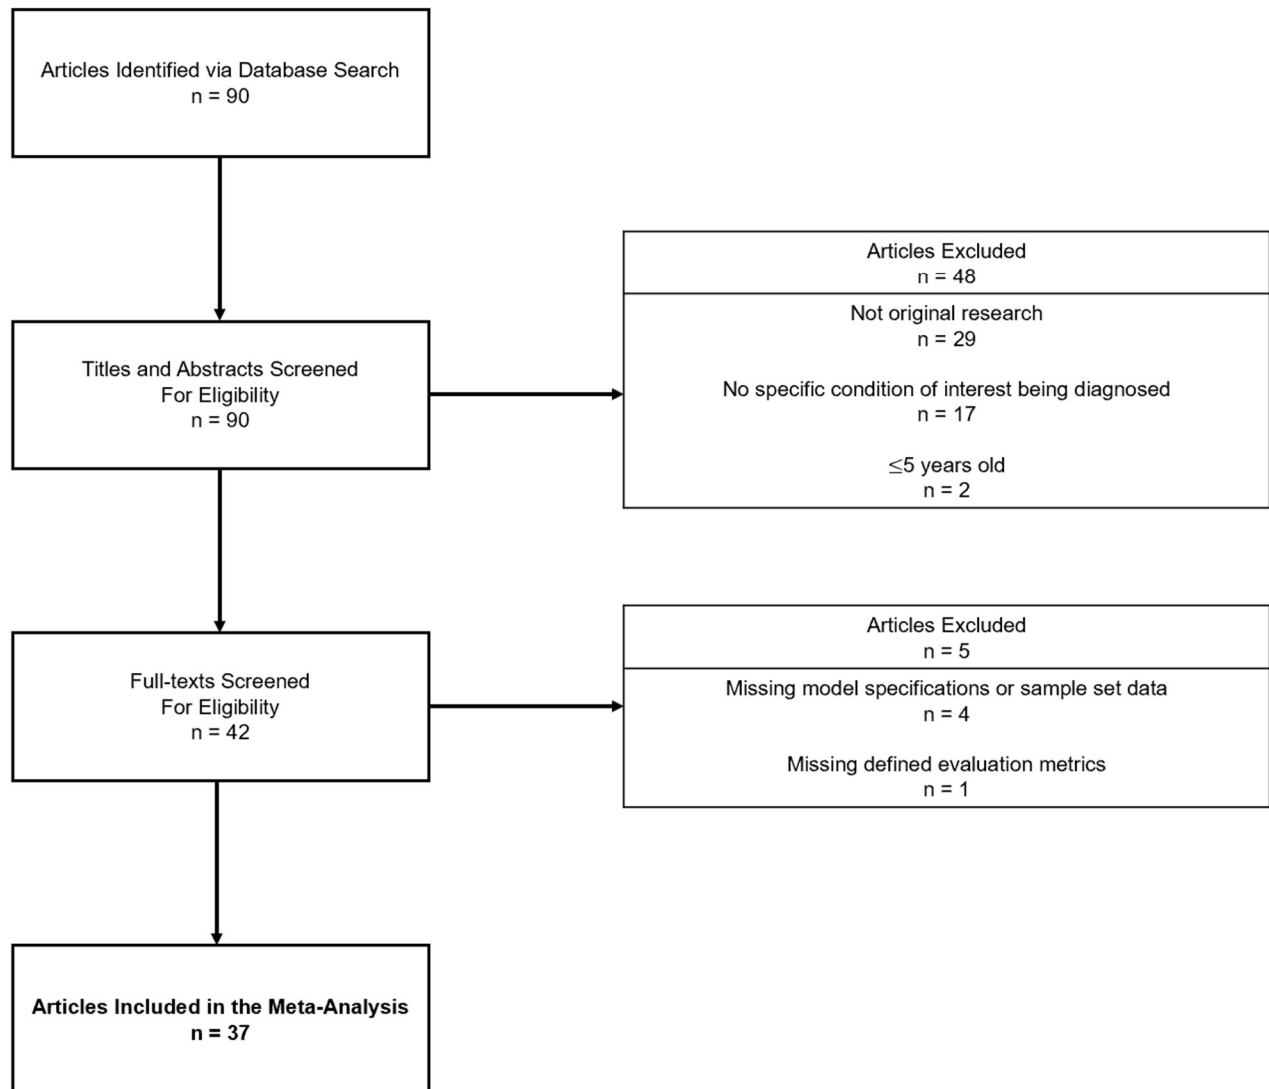 Articles Identified via Database Search
n = 90
Titles and Abstracts Screened
For Eligibility
n = 90
Articles Excluded
n = 48
Not original research
n = 29
No specific condition of interest being diagnosed
n = 17
≤5 years old
n = 2
Full-texts Screened
For Eligibility
n = 42
Articles Excluded
n = 5
Missing model specifications or sample set data
n = 4
Missing defined evaluation metrics
n = 1
Articles Included in the Meta-Analysis
n = 37